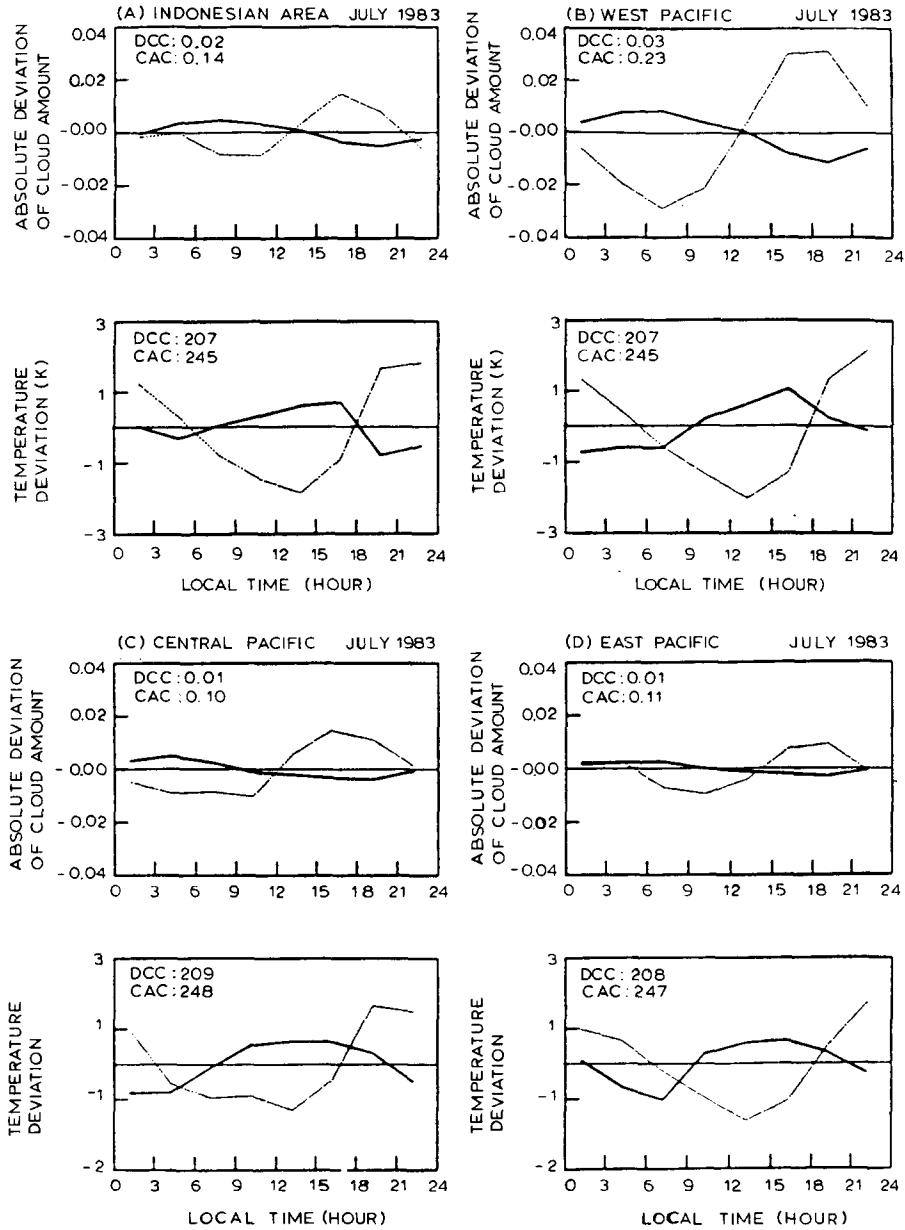 (A) INDONESIAN AREA JULY 1983
ABSOLUTE DEVIATION
OF CLOUD AMOUNT
0.04
0.02
-0.00
-0.02
-0.04
DCC: 0.02
CAC: 0.14
0 3 6 9 12 15 18 21 24
(B) WEST PACIFIC JULY 1983
ABSOLUTE DEVIATION
OF CLOUD AMOUNT
0.04
0.02
-0.00
-0.02
-0.04
DCC: 0.03
CAC: 0.23
0 3 6 9 12 15 18 21 24
TEMPERATURE
DEVIATION (K)
3
1
-1
-3
DCC: 207
CAC: 245
0 3 6 9 12 15 18 21 24
LOCAL TIME (HOUR)
TEMPERATURE
DEVIATION (K)
3
1
-1
-3
DCC: 207
CAC: 245
0 3 6 9 12 15 18 21 24
LOCAL TIME (HOUR)
(C) CENTRAL PACIFIC JULY 1983
ABSOLUTE DEVIATION
OF CLOUD AMOUNT
0.04
0.02
-0.00
-0.02
-0.04
DCC: 0.01
CAC: 0.10
0 3 6 9 12 15 18 21 24
(D) EAST PACIFIC JULY 1983
ABSOLUTE DEVIATION
OF CLOUD AMOUNT
0.04
0.02
-0.00
-0.02
-0.04
DCC: 0.01
CAC: 0.11
0 3 6 9 12 15 18 21 24
TEMPERATURE
DEVIATION
3
1
-1
-2
DCC: 209
CAC: 248
0 3 6 9 12 15 18 21 24
LOCAL TIME (HOUR)
TEMPERATURE
DEVIATION
3
1
-1
-2
DCC: 208
CAC: 247
0 3 6 9 12 15 18 21 24
LOCAL TIME (HOUR)